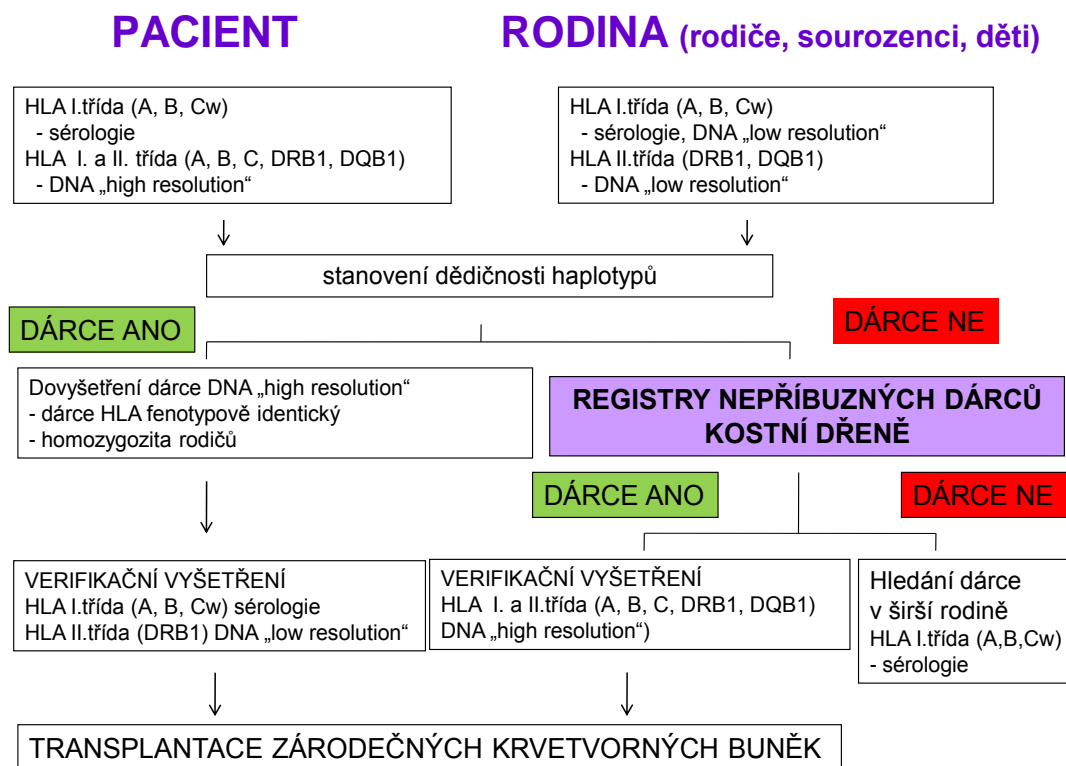 PACIENT
RODINA (rodiče, sourozenci, děti)
HLA I.třída (A, B, Cw)
- sérologie
HLA  I. a II. třída (A, B, C, DRB1, DQB1)
- DNA „high resolution“
HLA I.třída (A, B, Cw)
- sérologie, DNA „low resolution“
HLA II.třída (DRB1, DQB1)
- DNA „low resolution“
stanovení dědičnosti haplotypů
DÁRCE ANO
DÁRCE NE
Dovyšetření dárce DNA „high resolution“
- dárce HLA fenotypově identický
- homozygozita rodičů
REGISTRY NEPŘÍBUZNÝCH DÁRCŮ
KOSTNÍ DŘENĚ
DÁRCE ANO
DÁRCE NE
VERIFIKAČNÍ VYŠETŘENÍ
HLA I.třída (A, B, Cw) sérologie
HLA II.třída (DRB1) DNA „low resolution“
VERIFIKAČNÍ VYŠETŘENÍ
HLA  I. a II.třída (A, B, C, DRB1, DQB1)
DNA „high resolution“)
Hledání dárce
v širší rodině
HLA I.třída (A,B,Cw)
- sérologie
TRANSPLANTACE ZÁRODEČNÝCH KRVETVORNÝCH BUNĚK